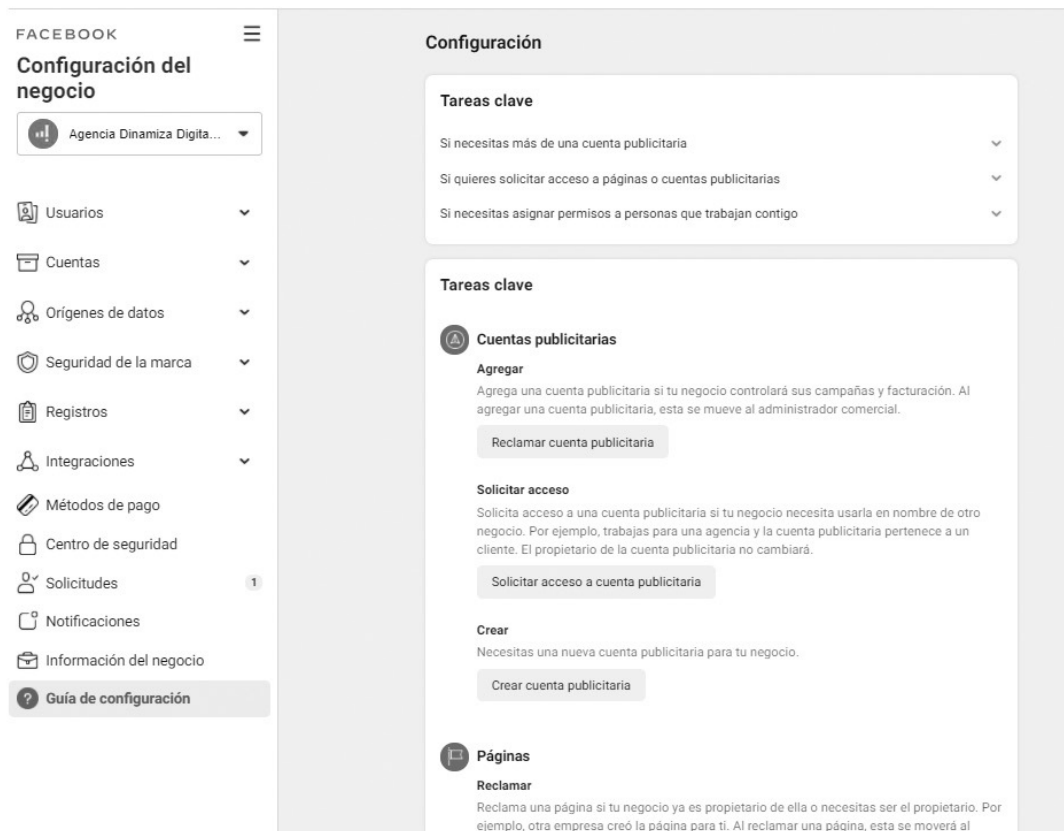 FACEBOOK
Configuración del
negocio
Agencia Dinamiza Digita...
Usuarios
Cuentas
Orígenes de datos
Seguridad de la marca
Registros
Integraciones
Métodos de pago
Centro de seguridad
Solicitudes 1
Notificaciones
Información del negocio
Guía de configuración
Configuración
Tareas clave
Si necesitas más de una cuenta publicitaria
Si quieres solicitar acceso a páginas o cuentas publicitarias
Si necesitas asignar permisos a personas que trabajan contigo
Tareas clave
Cuentas publicitarias
Agregar
Agrega una cuenta publicitaria si tu negocio controlará sus campañas y facturación. Al
agregar una cuenta publicitaria, esta se mueve al administrador comercial.
Reclamar cuenta publicitaria
Solicitar acceso
Solicita acceso a una cuenta publicitaria si tu negocio necesita usarla en nombre de otro
negocio. Por ejemplo, trabajas para una agencia y la cuenta publicitaria pertenece a un
cliente. El propietario de la cuenta publicitaria no cambiará.
Solicitar acceso a cuenta publicitaria
Crear
Necesitas una nueva cuenta publicitaria para tu negocio.
Crear cuenta publicitaria
Páginas
Reclamar
Reclama una página si tu negocio ya es propietario de ella o necesitas ser el propietario. Por
ejemplo, otra empresa creó la página para ti. Al reclamar una página, esta se moverá al